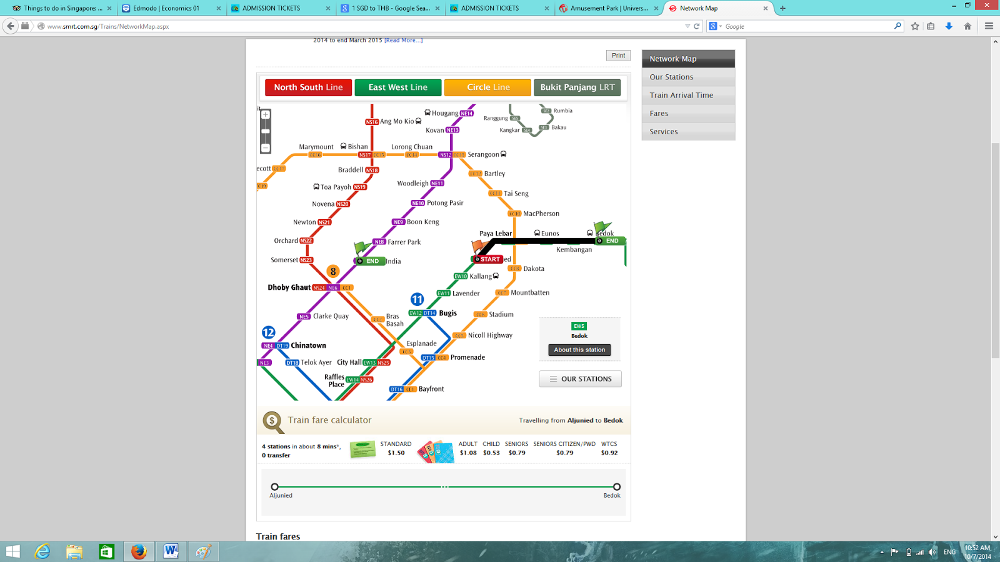 Things to do in Singapore: ...
Edmodo | Economics 01
ADMISSION TICKETS
1 SGD to THB - Google Sea...
ADMISSION TICKETS
Amusement Park | Univers...
Network Map
www.smrt.com.sg/Trains/NetworkMap.aspx
Google
2014 to end March 2015 [Read More...]
Print
Network Map
Our Stations
Train Arrival Time
Fares
Services
North South Line
East West Line
Circle Line
Bukit Panjang LRT
NS16 Ang Mo Kio
Hougang NE14
Kovan NE13
Ranggung SE5
SE2 Rumbia
Kangkar SE4
SE3 Bakau
Marymount
CC16
Bishan
NS17 CC15
Lorong Chuan
CC14
NS12 CC13 Serangoon
ecott CC17
CC19
Braddell NS18
CC12 Bartley
Toa Payoh NS19
Woodleigh NE11
CC11 Tai Seng
Novena NS20
NE10 Potong Pasir
CC10 MacPherson
Newton NS21
NE9 Boon Keng
Paya Lebar
Eunos
Bedok
END
Orchard NS22
NE8 Farrer Park
Kembangan
Somerset NS23
END India
START ed
8
CC8 Dakota
EW10 Kallang
Dhoby Ghaut NS24 NE6 CC1
EW11 Lavender
CC7 Mountbatten
11
EW12 DT14 Bugis
CC6 Stadium
NE5 Clarke Quay
CC2 Bras
Basah
12
CC5 Nicoll Highway
NE4 DT19 Chinatown
Esplanade
CC3
NE3
DT18 Telok Ayer
City Hall EW13 NS25
DT15 CC4 Promenade
Raffles
Place EW14 NS26
DT16 CE1 Bayfront
EW5
Bedok
About this station
OUR STATIONS
Train fare calculator
Travelling from Aljunied to Bedok
4 stations in about 8 mins*,
0 transfer
STANDARD
$1.50
ADULT
$1.08
CHILD
$0.53
SENIORS
$0.79
SENIORS CITIZEN/PWD
$0.79
WTCS
$0.92
Aljunied
Bedok
Train fares
ENG
10:52 AM
10/7/2014